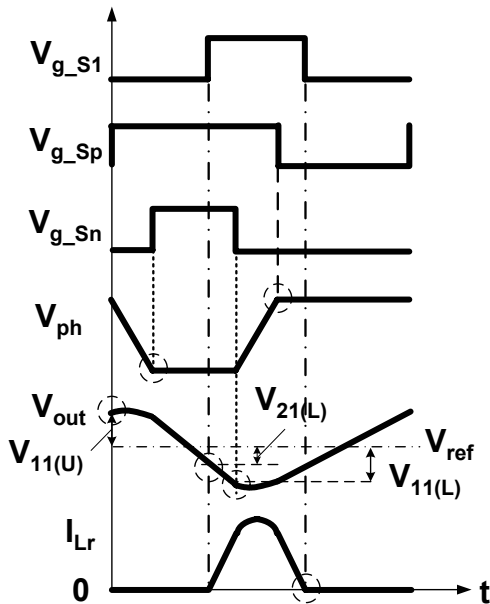 V_g_S1
V_g_Sp
V_g_Sn
V_ph
V_out
V_21(L)
V_11(U)
V_ref
V_11(L)
I_Lr
0
t